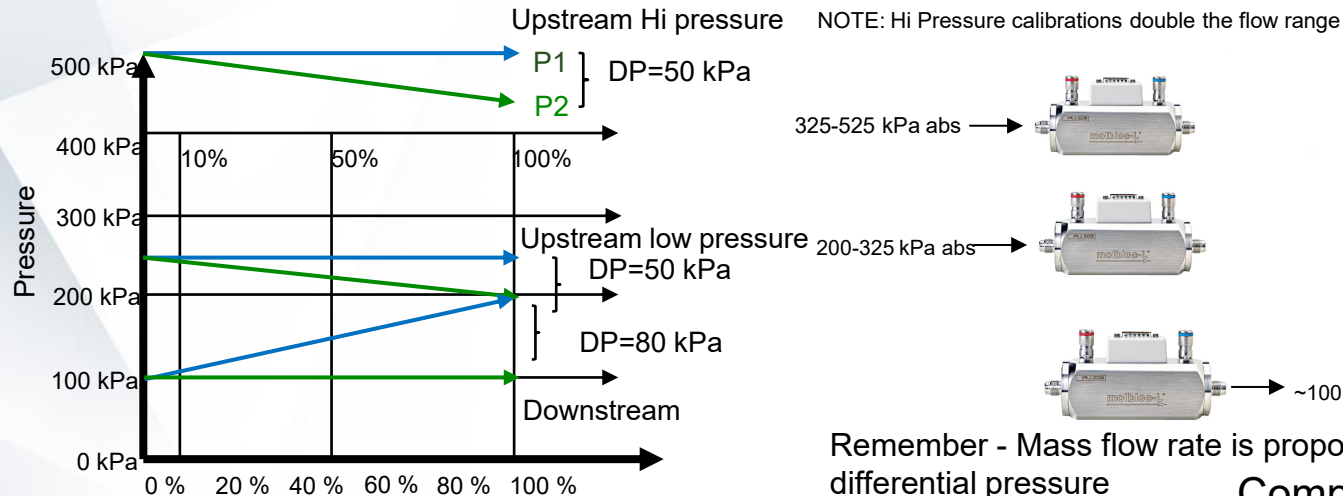 Upstream Hi pressure
NOTE: Hi Pressure calibrations double the flow range
500 kPa
P1
DP=50 kPa
P2
325-525 kPa abs
molbloc-L
400 kPa
10%
50%
100%
Pressure
300 kPa
Upstream low pressure
200-325 kPa abs
molbloc-L
DP=50 kPa
200 kPa
DP=80 kPa
100 kPa
~100
molbloc-L
Downstream
Remember - Mass flow rate is propo
differential pressure
Comp
0 kPa
0 %
20 %
40 %
60 %
80 %
100 %